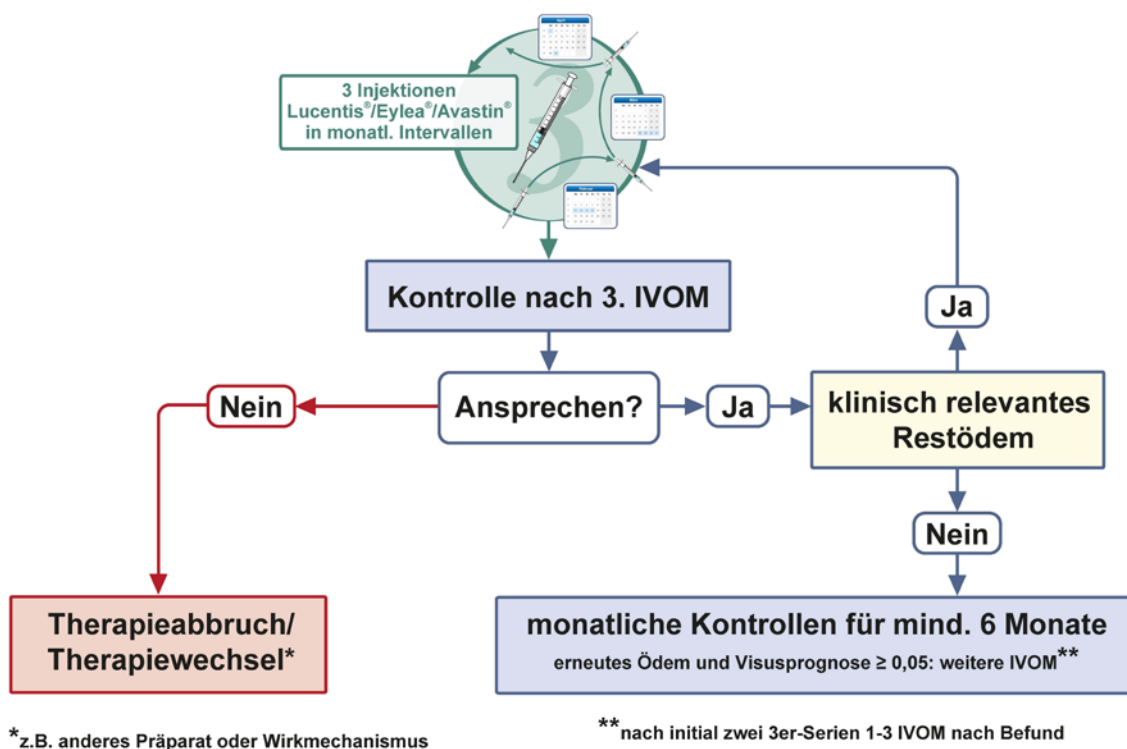 3 Injektionen
Lucentis®/Eylea®/Avastin®
in monatl. Intervallen
3
Kontrolle nach 3. IVOM
Ja
Nein
Ansprechen?
Ja
klinisch relevantes
Restödem
Nein
Therapieabbruch/
Therapiewechsel*
monatliche Kontrollen für mind. 6 Monate
erneutes Ödem und Visusprognose ≥ 0,05: weitere IVOM**
*z.B. anderes Präparat oder Wirkmechanismus
**nach initial zwei 3er-Serien 1-3 IVOM nach Befund